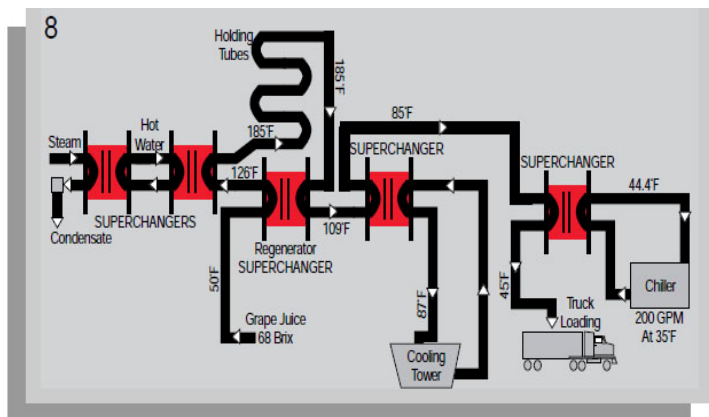 8
Holding
Tubes
185°F
85°F
Hot
Water
Steam
185°F
SUPERCHANGER
SUPERCHANGER
126°F
44.4°F
SUPERCHANGERS
Condensate
109°F
Regenerator
SUPERCHANGER
50°F
87°F
45°F
Chiller
Truck
Loading
Grape Juice
68 Brix
200 GPM
At 35°F
Cooling
Tower